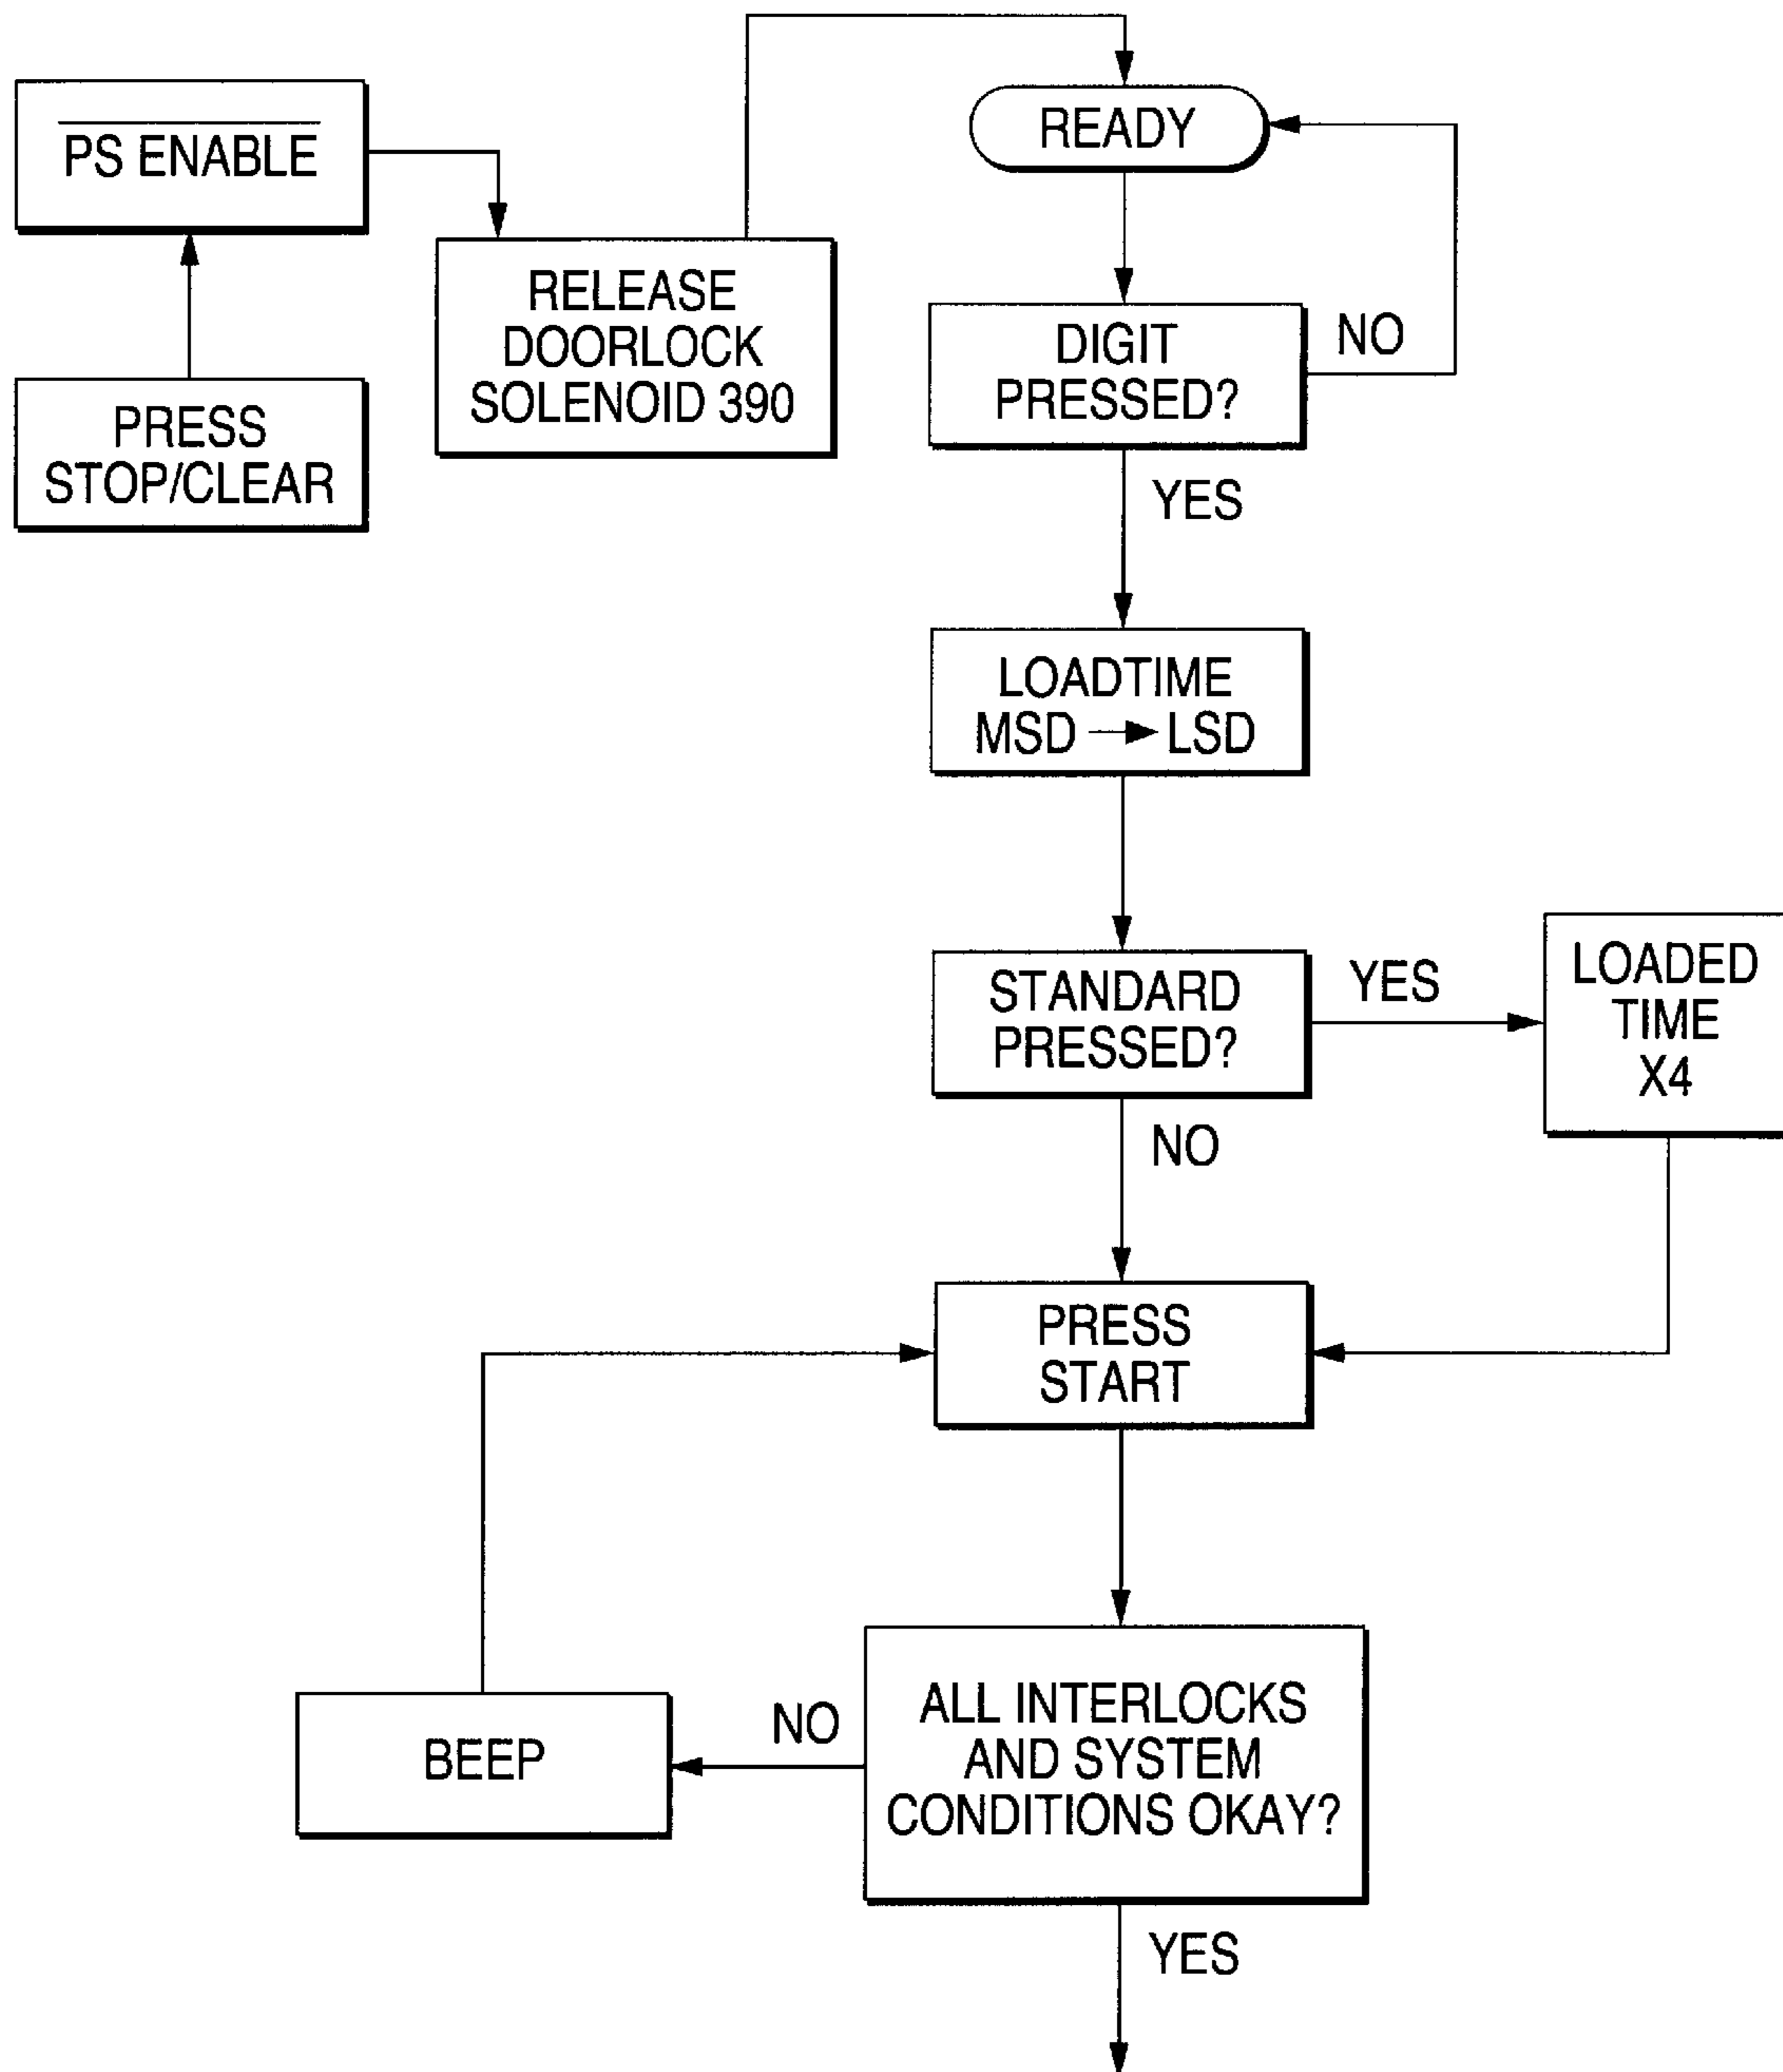 PS ENABLE
PRESS
STOP/CLEAR
RELEASE
DOORLOCK
SOLENOID 390
READY
DIGIT
PRESSED?
NO
YES
LOADTIME
MSD → LSD
STANDARD
PRESSED?
YES
LOADED
TIME
X4
NO
PRESS
START
ALL INTERLOCKS
AND SYSTEM
CONDITIONS OKAY?
NO
BEEP
YES